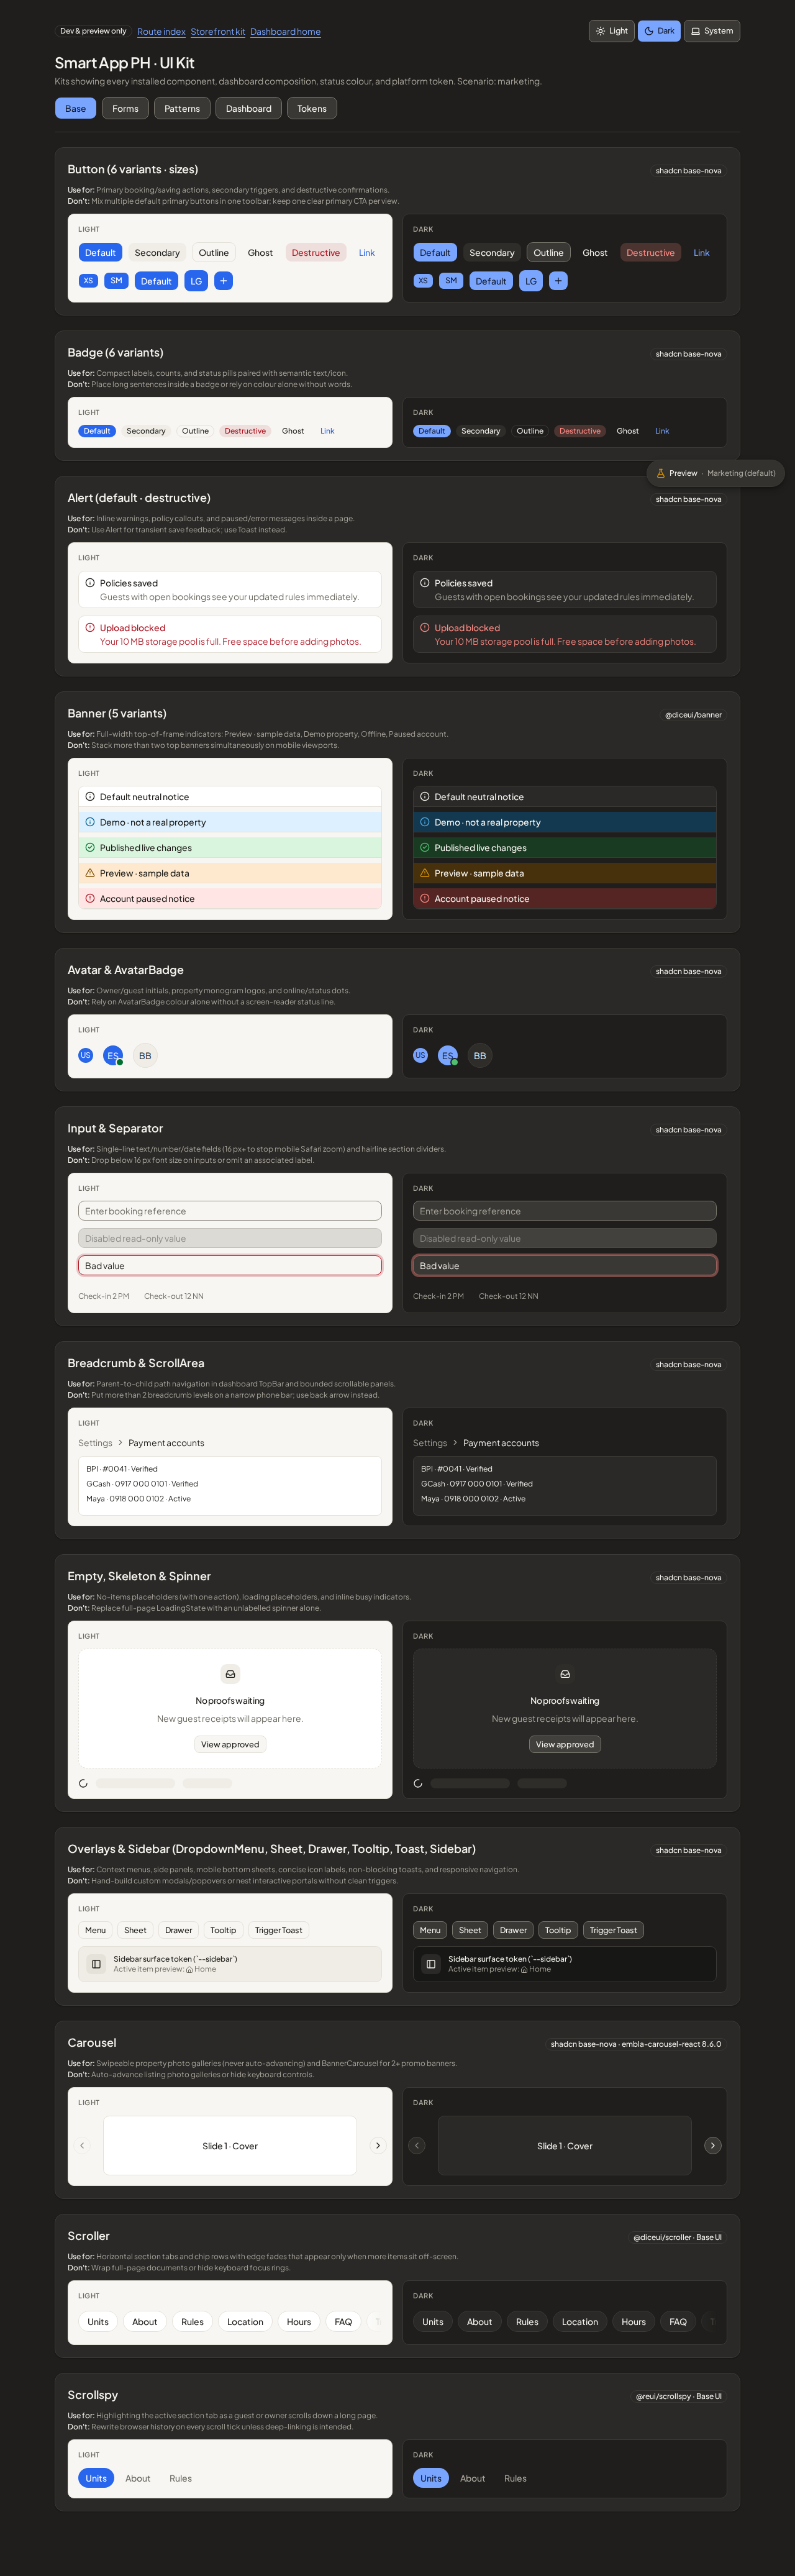 Dev & preview only Route index Storefront kit Dashboard home Light Dark System
Smart App PH · UI Kit
Kits showing every installed component, dashboard composition, status colour, and platform token. Scenario: marketing.
Base Forms Patterns Dashboard Tokens
Button (6 variants · sizes) shadcn base-nova
Use for: Primary booking/saving actions, secondary triggers, and destructive confirmations.
Don't: Mix multiple default primary buttons in one toolbar; keep one clear primary CTA per view.
LIGHT
Default Secondary Outline Ghost Destructive Link
XS SM Default LG
DARK
Default Secondary Outline Ghost Destructive Link
XS SM Default LG
Badge (6 variants) shadcn base-nova
Use for: Compact labels, counts, and status pills paired with semantic text/icon.
Don't: Place long sentences inside a badge or rely on colour alone without words.
LIGHT
Default Secondary Outline Destructive Ghost Link
DARK
Default Secondary Outline Destructive Ghost Link
Preview · Marketing (default)
Alert (default · destructive) shadcn base-nova
Use for: Inline warnings, policy callouts, and paused/error messages inside a page.
Don't: Use Alert for transient save feedback; use Toast instead.
LIGHT
Policies saved
Guests with open bookings see your updated rules immediately.
Upload blocked
Your 10 MB storage pool is full. Free space before adding photos.
DARK
Policies saved
Guests with open bookings see your updated rules immediately.
Upload blocked
Your 10 MB storage pool is full. Free space before adding photos.
Banner (5 variants) @diceui/banner
Use for: Full-width top-of-frame indicators: Preview · sample data, Demo property, Offline, Paused account.
Don't: Stack more than two top banners simultaneously on mobile viewports.
LIGHT
Default neutral notice
Demo · not a real property
Published live changes
Preview · sample data
Account paused notice
DARK
Default neutral notice
Demo · not a real property
Published live changes
Preview · sample data
Account paused notice
Avatar & AvatarBadge shadcn base-nova
Use for: Owner/guest initials, property monogram logos, and online/status dots.
Don't: Rely on AvatarBadge colour alone without a screen-reader status line.
LIGHT
US ES BB
DARK
US ES BB
Input & Separator shadcn base-nova
Use for: Single-line text/number/date fields (16 px+ to stop mobile Safari zoom) and hairline section dividers.
Don't: Drop below 16 px font size on inputs or omit an associated label.
LIGHT
Enter booking reference
Disabled read-only value
Bad value
Check-in 2 PM Check-out 12 NN
DARK
Enter booking reference
Disabled read-only value
Bad value
Check-in 2 PM Check-out 12 NN
Breadcrumb & ScrollArea shadcn base-nova
Use for: Parent-to-child path navigation in dashboard TopBar and bounded scrollable panels.
Don't: Put more than 2 breadcrumb levels on a narrow phone bar; use back arrow instead.
LIGHT
Settings Payment accounts
BPI · #0041 · Verified
GCash · 0917 000 0101 · Verified
Maya · 0918 000 0102 · Active
DARK
Settings Payment accounts
BPI · #0041 · Verified
GCash · 0917 000 0101 · Verified
Maya · 0918 000 0102 · Active
Empty, Skeleton & Spinner shadcn base-nova
Use for: No-items placeholders (with one action), loading placeholders, and inline busy indicators.
Don't: Replace full-page LoadingState with an unlabelled spinner alone.
LIGHT
No proofs waiting
New guest receipts will appear here.
View approved
DARK
No proofs waiting
New guest receipts will appear here.
View approved
Overlays & Sidebar (DropdownMenu, Sheet, Drawer, Tooltip, Toast, Sidebar) shadcn base-nova
Use for: Context menus, side panels, mobile bottom sheets, concise icon labels, non-blocking toasts, and responsive navigation.
Don't: Hand-build custom modals/popovers or nest interactive portals without clean triggers.
LIGHT
Menu Sheet Drawer Tooltip Trigger Toast
Sidebar surface token (`--sidebar`)
Active item preview: Home
DARK
Menu Sheet Drawer Tooltip Trigger Toast
Sidebar surface token (`--sidebar`)
Active item preview: Home
Carousel shadcn base-nova · embla-carousel-react 8.6.0
Use for: Swipeable property photo galleries (never auto-advancing) and BannerCarousel for 2+ promo banners.
Don't: Auto-advance listing photo galleries or hide keyboard controls.
LIGHT
Slide 1 · Cover
DARK
Slide 1 · Cover
Scroller @diceui/scroller · Base UI
Use for: Horizontal section tabs and chip rows with edge fades that appear only when more items sit off-screen.
Don't: Wrap full-page documents or hide keyboard focus rings.
LIGHT
Units About Rules Location Hours FAQ
DARK
Units About Rules Location Hours FAQ
Scrollspy @reui/scrollspy · Base UI
Use for: Highlighting the active section tab as a guest or owner scrolls down a long page.
Don't: Rewrite browser history on every scroll tick unless deep-linking is intended.
LIGHT
Units About Rules
DARK
Units About Rules